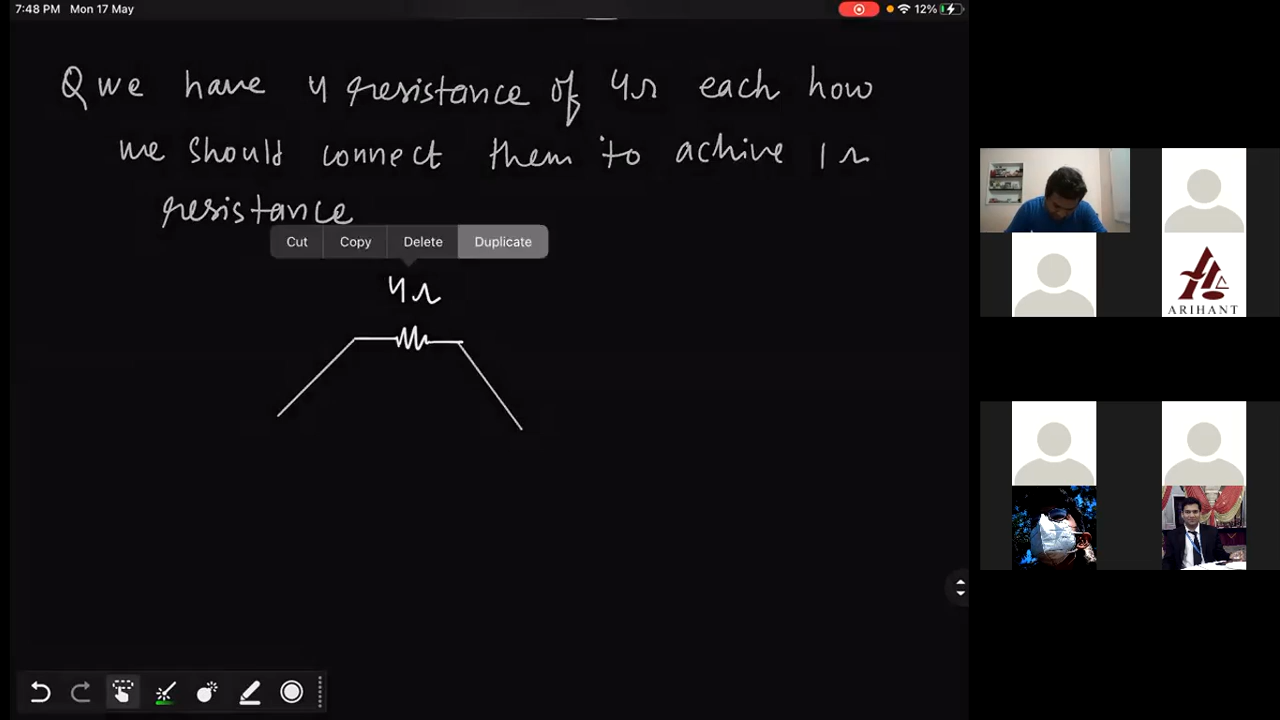 7:48 PM Mon 17 May
12%
Q we have 4 resistance of 4Ω each how
we should connect them to achive 1Ω
resistance
Cut Copy Delete Duplicate
4Ω
ARIHANT